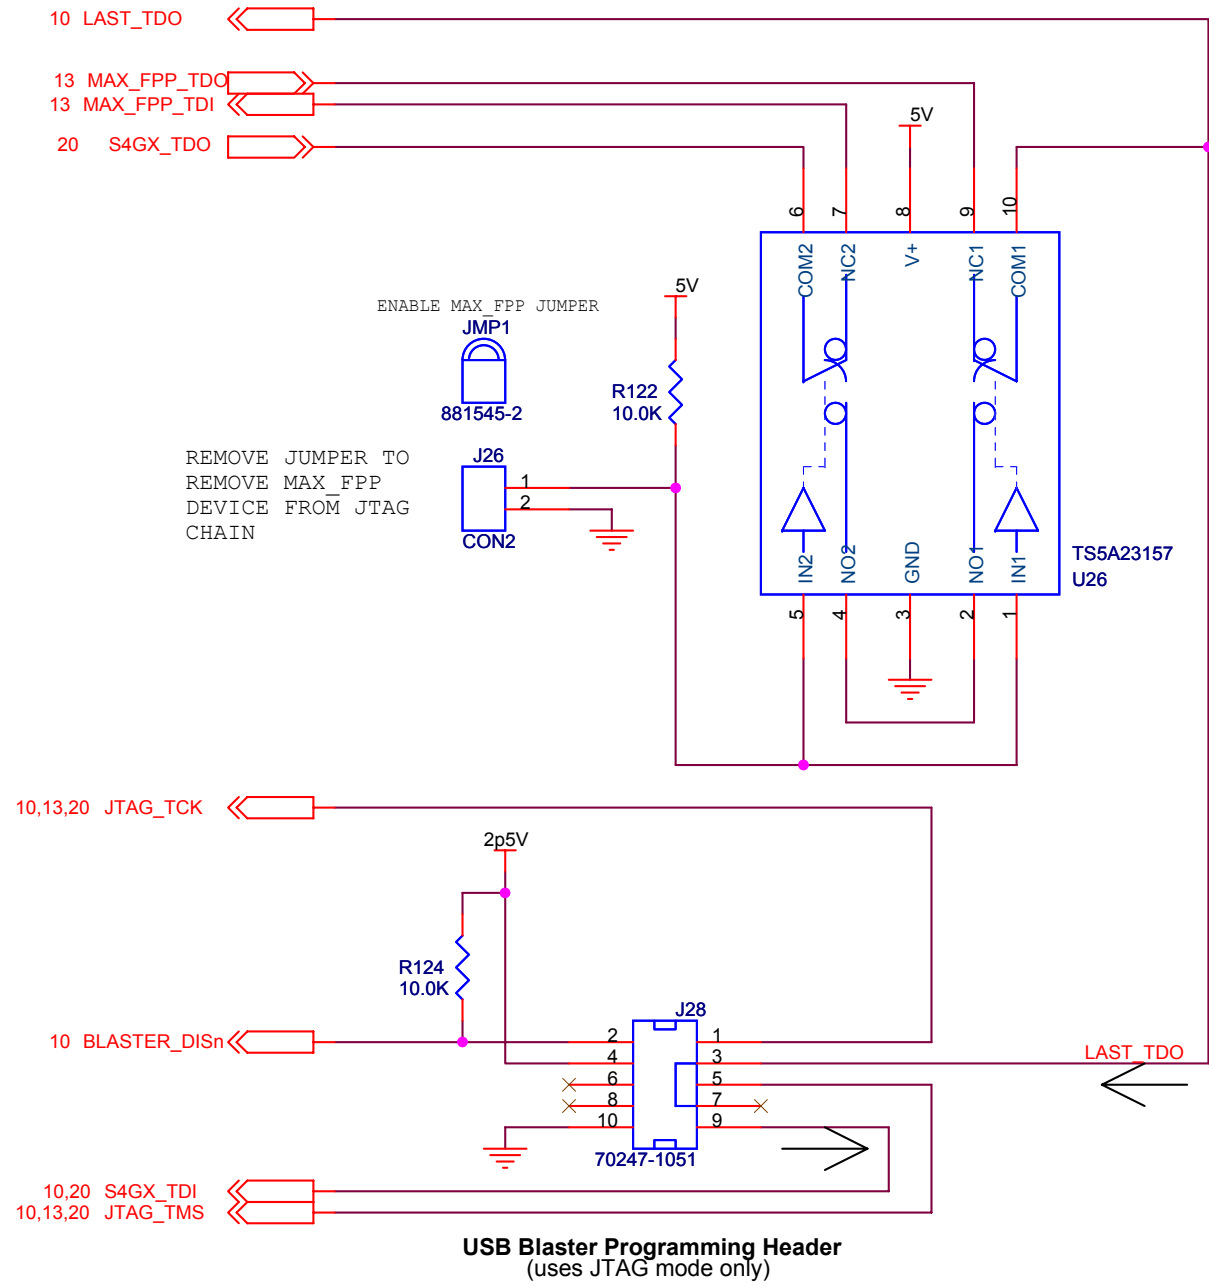 10 LAST_TDO
13 MAX_FPP_TDO
13 MAX_FPP_TDI
20 S4GX_TDO
5V
6 7 8 9 10
COM2 NC2 V+ NC1 COM1
5V
ENABLE MAX_FPP JUMPER
JMP1
881545-2
R122
10.0K
REMOVE JUMPER TO
REMOVE MAX_FPP
DEVICE FROM JTAG
CHAIN
J26
1
2
CON2
IN2 NO2 GND NO1 IN1
TS5A23157
U26
5 4 3 2 1
10,13,20 JTAG_TCK
2p5V
R124
10.0K
J28
10 BLASTER_DISn
2 1
4 3
6 5
8 7
10 9
LAST_TDO
70247-1051
10,20 S4GX_TDI
10,13,20 JTAG_TMS
USB Blaster Programming Header
(uses JTAG mode only)